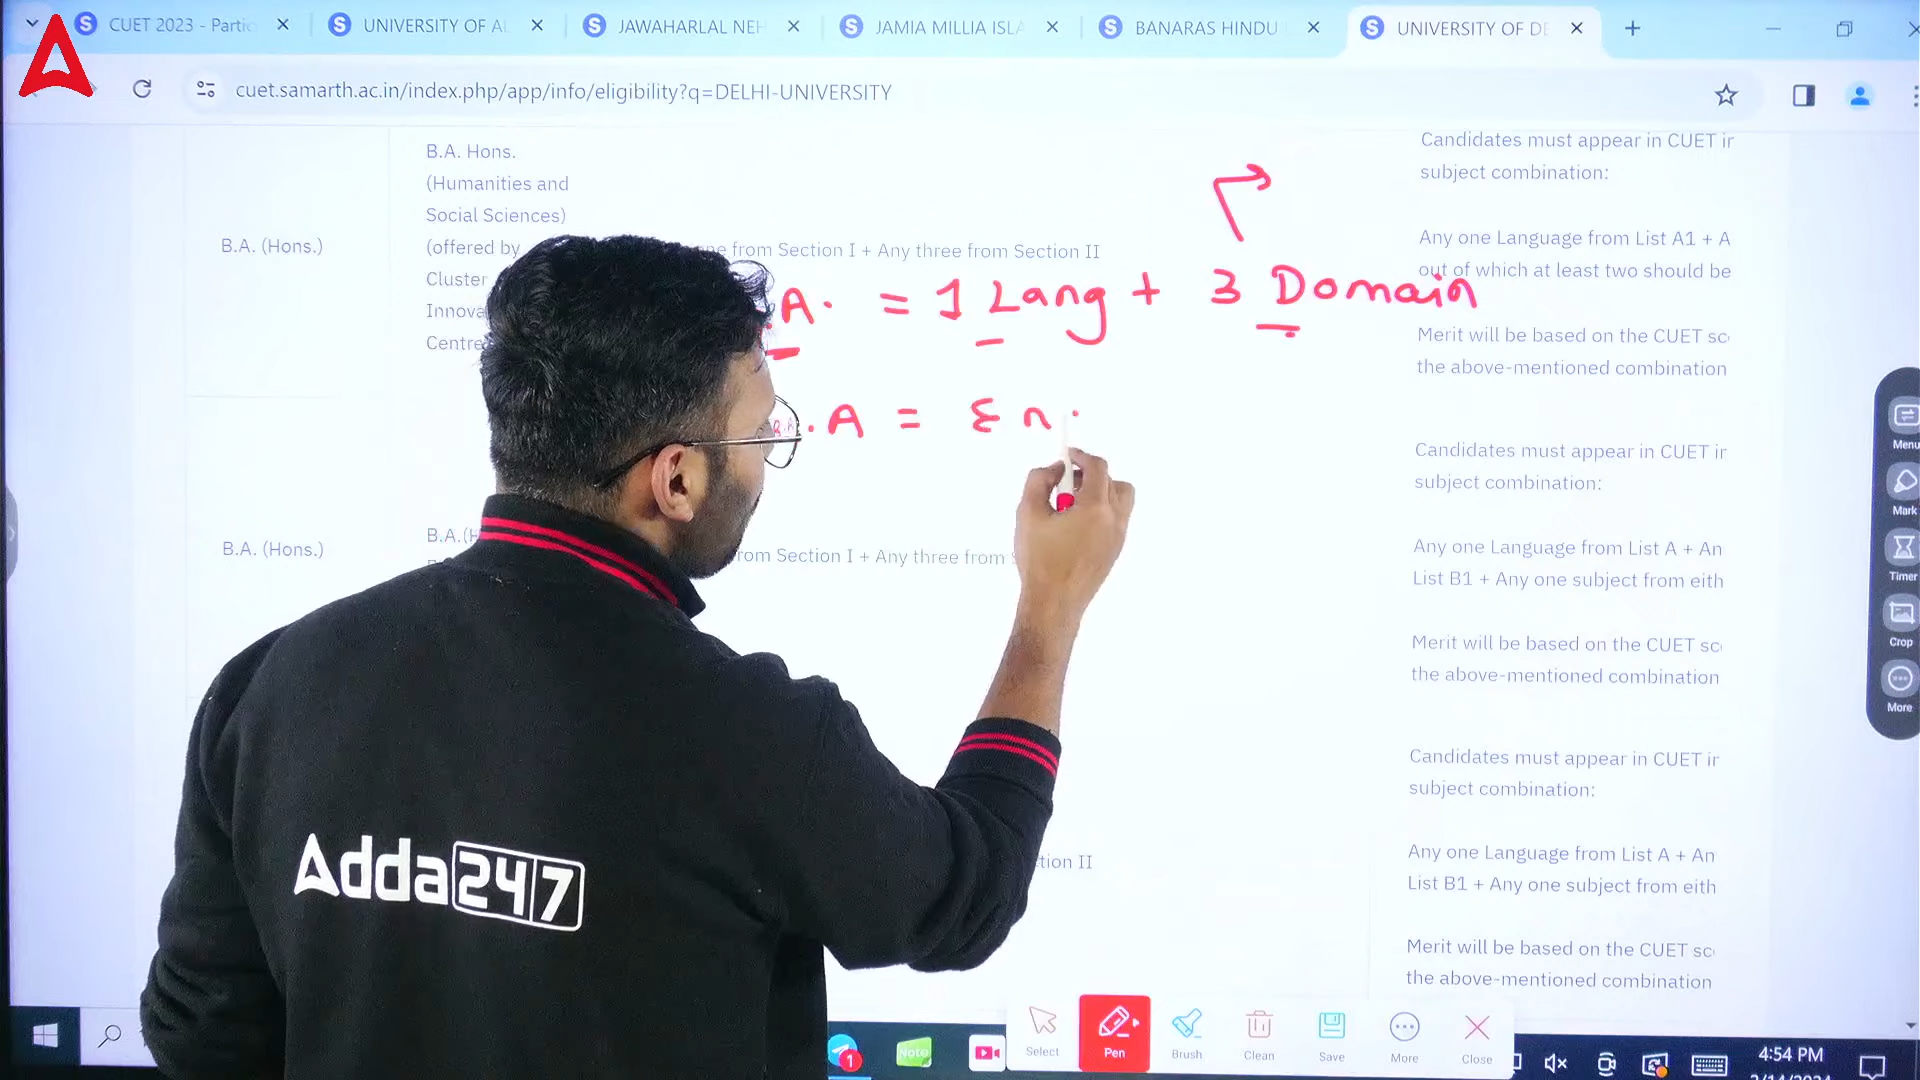 CUET 2023 - Partic
UNIVERSITY OF AL
JAWAHARLAL NEH
JAMIA MILLIA ISLA
BANARAS HINDU
UNIVERSITY OF DE
cuet.samarth.ac.in/index.php/app/info/eligibility?q=DELHI-UNIVERSITY
B.A. (Hons.)
B.A. Hons.
(Humanities and
Social Sciences)
(offered by
Cluster
Innova
Centre
from Section I + Any three from Section II
Candidates must appear in CUET in
subject combination:
Any one Language from List A1 + A
out of which at least two should be
Merit will be based on the CUET sc
the above-mentioned combination
.A. = 1 Lang + 3 Domain
.A = En.
B.A. (Hons.)
B.A.(H
from Section I + Any three from
Candidates must appear in CUET in
subject combination:
Any one Language from List A + An
List B1 + Any one subject from eith
Merit will be based on the CUET sc
the above-mentioned combination
tion II
Candidates must appear in CUET in
subject combination:
Any one Language from List A + An
List B1 + Any one subject from eith
Merit will be based on the CUET sc
the above-mentioned combination
Adda247
Menu
Mark
Timer
Crop
More
Select
Pen
Brush
Clean
Save
More
Close
Note
1
4:54 PM